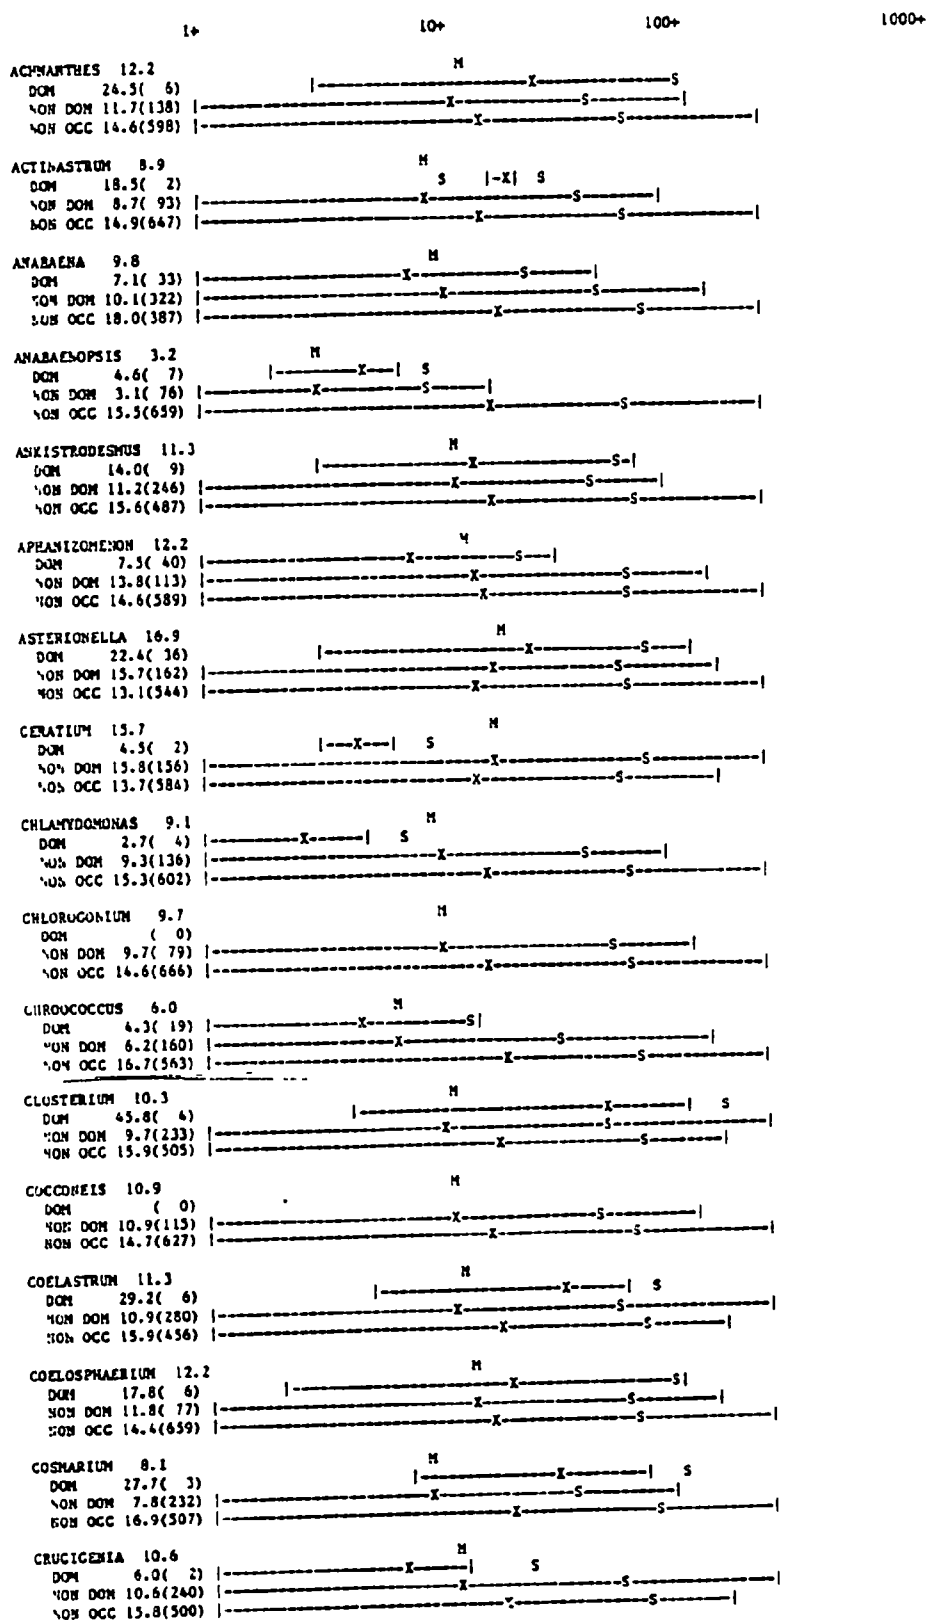 1+ 10+ 100+ 1000+
M
ACHNANTHES 12.2
DOM 24.5( 6) X S
NON DOM 11.7(138) X S
NON OCC 14.6(598) X S
M
ACTINASTRUM 8.9
DOM 18.5( 2) S X S
NON DOM 8.7( 93) X S
NON OCC 14.9(647) X S
M
ANABAENA 9.8
DOM 7.1( 33) X S
NON DOM 10.1(322) X S
NON OCC 18.0(387) X S
M
ANABAENOPSIS 3.2
DOM 4.6( 7) X S
NON DOM 3.1( 76) X S
NON OCC 15.5(659) X S
M
ANKISTRODESMUS 11.3
DOM 14.0( 9) X S
NON DOM 11.2(246) X S
NON OCC 15.6(487) X S
M
APHANIZOMENON 12.2
DOM 7.5( 40) X S
NON DOM 13.8(113) X S
NON OCC 14.6(589) X S
M
ASTERIONELLA 16.9
DOM 22.4( 36) X S
NON DOM 15.7(162) X S
NON OCC 13.1(544) X S
M
CERATIUM 15.7
DOM 4.5( 2) X S
NON DOM 15.8(156) X S
NON OCC 13.7(584) X S
M
CHLAMYDOMONAS 9.1
DOM 2.7( 4) X S
NON DOM 9.3(136) X S
NON OCC 15.3(602) X S
M
CHLOROGONIUM 9.7
DOM ( 0)
NON DOM 9.7( 79) X S
NON OCC 14.6(666) X S
M
CHROOCOCCUS 6.0
DOM 4.3( 19) X S
NON DOM 6.2(160) X S
NON OCC 16.7(563) X S
M
CLOSTERIUM 10.3
DOM 45.8( 4) X S
NON DOM 9.7(233) X S
NON OCC 15.9(505) X S
M
COCCONEIS 10.9
DOM ( 0)
NON DOM 10.9(115) X S
NON OCC 14.7(627) X S
M
COELASTRUM 11.3
DOM 29.2( 6) X S
NON DOM 10.9(280) X S
NON OCC 15.9(456) X S
M
COELOSPHAERIUM 12.2
DOM 17.8( 6) X S
NON DOM 11.8( 77) X S
NON OCC 14.4(659) X S
M
COSMARIUM 8.1
DOM 27.7( 3) X S
NON DOM 7.8(232) X S
NON OCC 16.9(507) X S
M
CRUCIGENIA 10.6
DOM 6.0( 2) X S
NON DOM 10.6(240) X S
NON OCC 15.8(500) X S